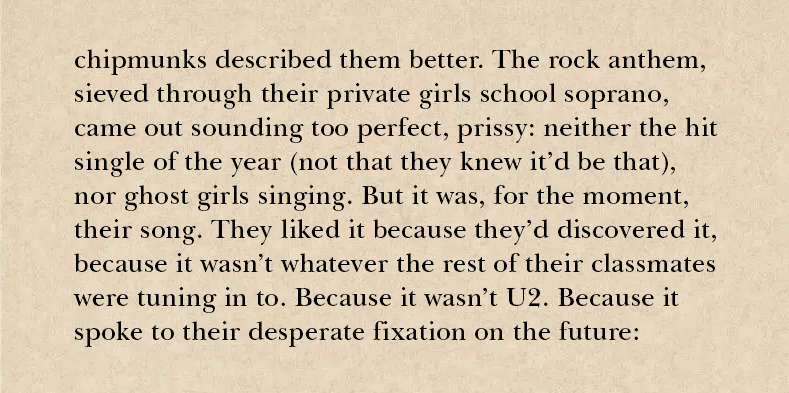 chipmunks described them better. The rock anthem,
sieved through their private girls school soprano,
came out sounding too perfect, prissy: neither the hit
single of the year (not that they knew it’d be that),
nor ghost girls singing. But it was, for the moment,
their song. They liked it because they’d discovered it,
because it wasn’t whatever the rest of their classmates
were tuning in to. Because it wasn’t U2. Because it
spoke to their desperate fixation on the future: